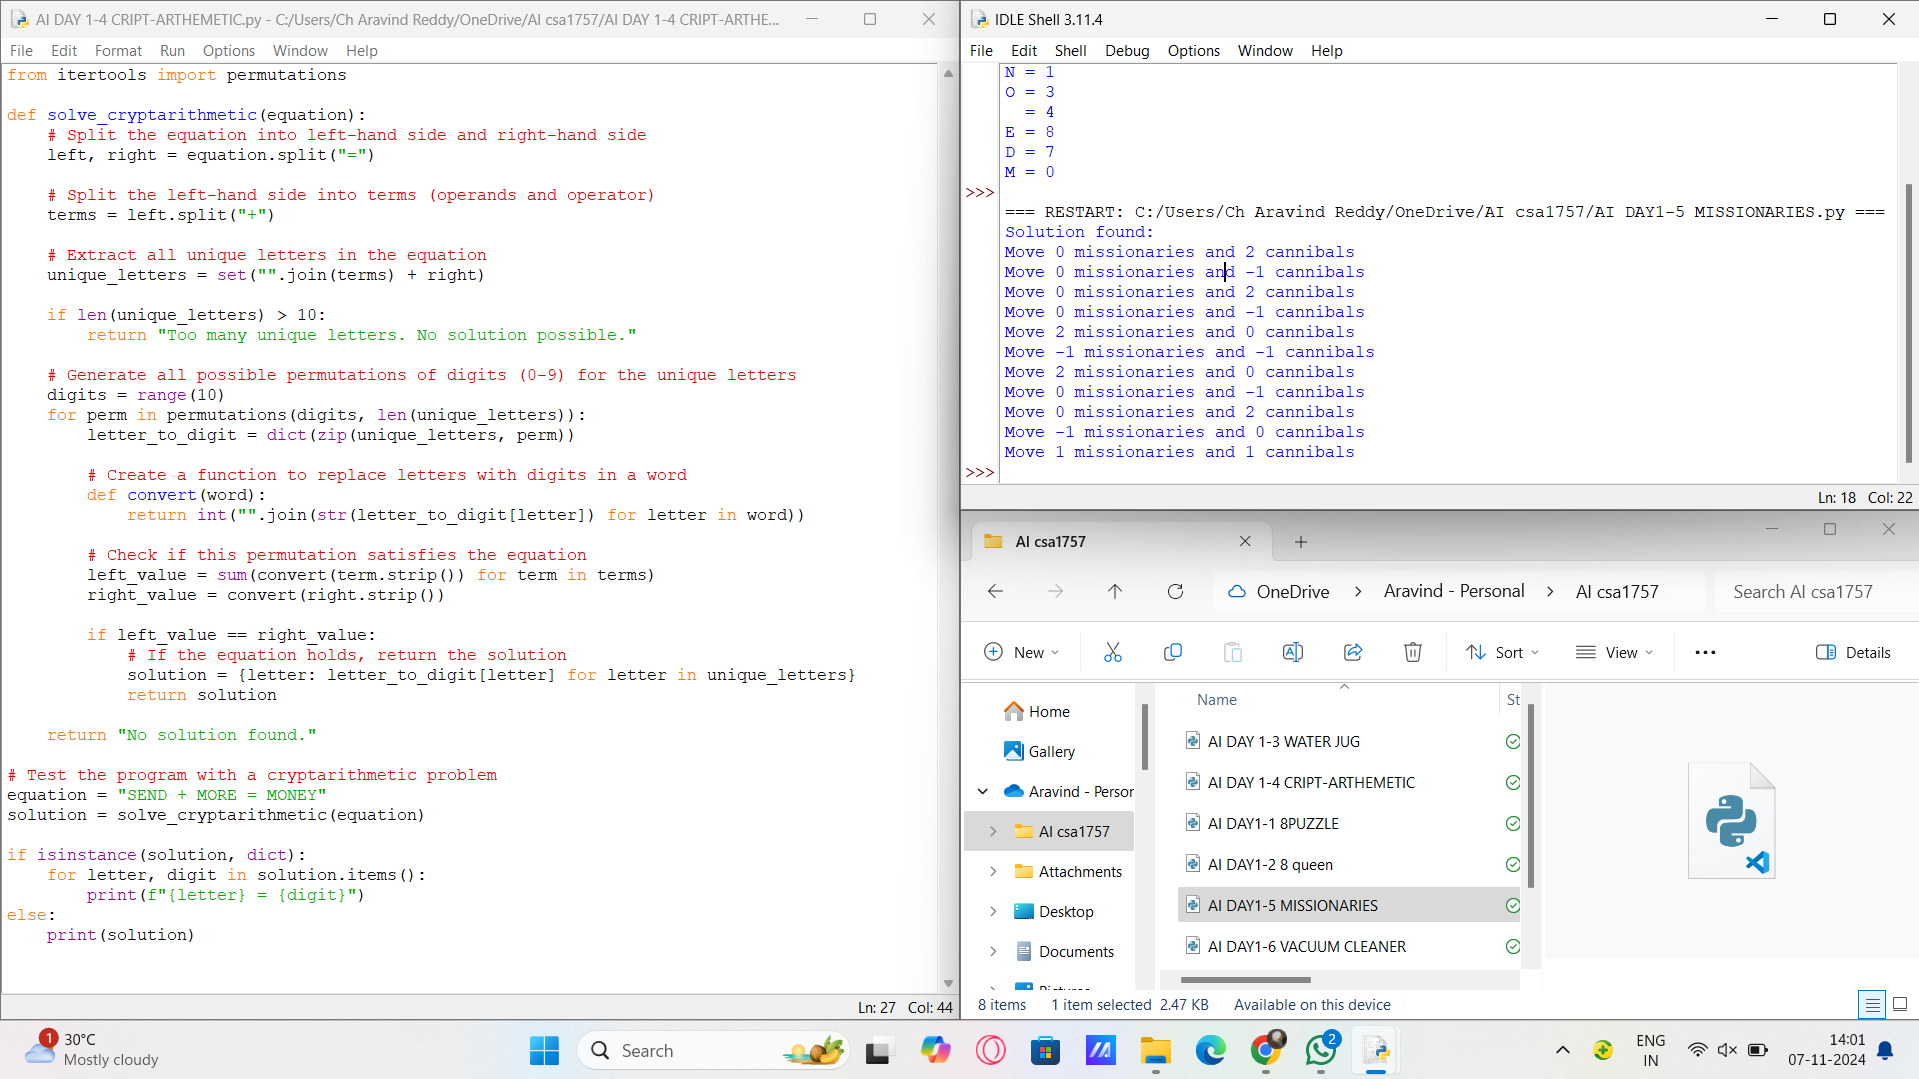 AI DAY 1-4 CRIPT-ARTHEMETIC.py - C:/Users/Ch Aravind Reddy/OneDrive/AI csa1757/AI DAY 1-4 CRIPT-ARTHE...
File Edit Format Run Options Window Help
from itertools import permutations
def solve_cryptarithmetic(equation):
    # Split the equation into left-hand side and right-hand side
    left, right = equation.split("=")
    # Split the left-hand side into terms (operands and operator)
    terms = left.split("+")
    # Extract all unique letters in the equation
    unique_letters = set("".join(terms) + right)
    if len(unique_letters) > 10:
        return "Too many unique letters. No solution possible."
    # Generate all possible permutations of digits (0-9) for the unique letters
    digits = range(10)
    for perm in permutations(digits, len(unique_letters)):
        letter_to_digit = dict(zip(unique_letters, perm))
        # Create a function to replace letters with digits in a word
        def convert(word):
            return int("".join(str(letter_to_digit[letter]) for letter in word))
        # Check if this permutation satisfies the equation
        left_value = sum(convert(term.strip()) for term in terms)
        right_value = convert(right.strip())
        if left_value == right_value:
            # If the equation holds, return the solution
            solution = {letter: letter_to_digit[letter] for letter in unique_letters}
            return solution
    return "No solution found."
# Test the program with a cryptarithmetic problem
equation = "SEND + MORE = MONEY"
solution = solve_cryptarithmetic(equation)
if isinstance(solution, dict):
    for letter, digit in solution.items():
        print(f"{letter} = {digit}")
else:
    print(solution)
Ln: 27 Col: 44
IDLE Shell 3.11.4
File Edit Shell Debug Options Window Help
N = 1
O = 3
  = 4
E = 8
D = 7
M = 0
>>>
=== RESTART: C:/Users/Ch Aravind Reddy/OneDrive/AI csa1757/AI DAY1-5 MISSIONARIES.py ===
Solution found:
Move 0 missionaries and 2 cannibals
Move 0 missionaries and -1 cannibals
Move 0 missionaries and 2 cannibals
Move 0 missionaries and -1 cannibals
Move 2 missionaries and 0 cannibals
Move -1 missionaries and -1 cannibals
Move 2 missionaries and 0 cannibals
Move 0 missionaries and -1 cannibals
Move 0 missionaries and 2 cannibals
Move -1 missionaries and 0 cannibals
Move 1 missionaries and 1 cannibals
>>>
Ln: 18 Col: 22
AI csa1757
OneDrive > Aravind - Personal > AI csa1757
Search AI csa1757
New Sort View ... Details
Home
Gallery
Aravind - Persor
AI csa1757
Attachments
Desktop
Documents
Pictures
Name St
AI DAY 1-3 WATER JUG
AI DAY 1-4 CRIPT-ARTHEMETIC
AI DAY1-1 8PUZZLE
AI DAY1-2 8 queen
AI DAY1-5 MISSIONARIES
AI DAY1-6 VACUUM CLEANER
8 items 1 item selected 2.47 KB Available on this device
1
30°C
Mostly cloudy
Search
2
ENG
IN
14:01
07-11-2024